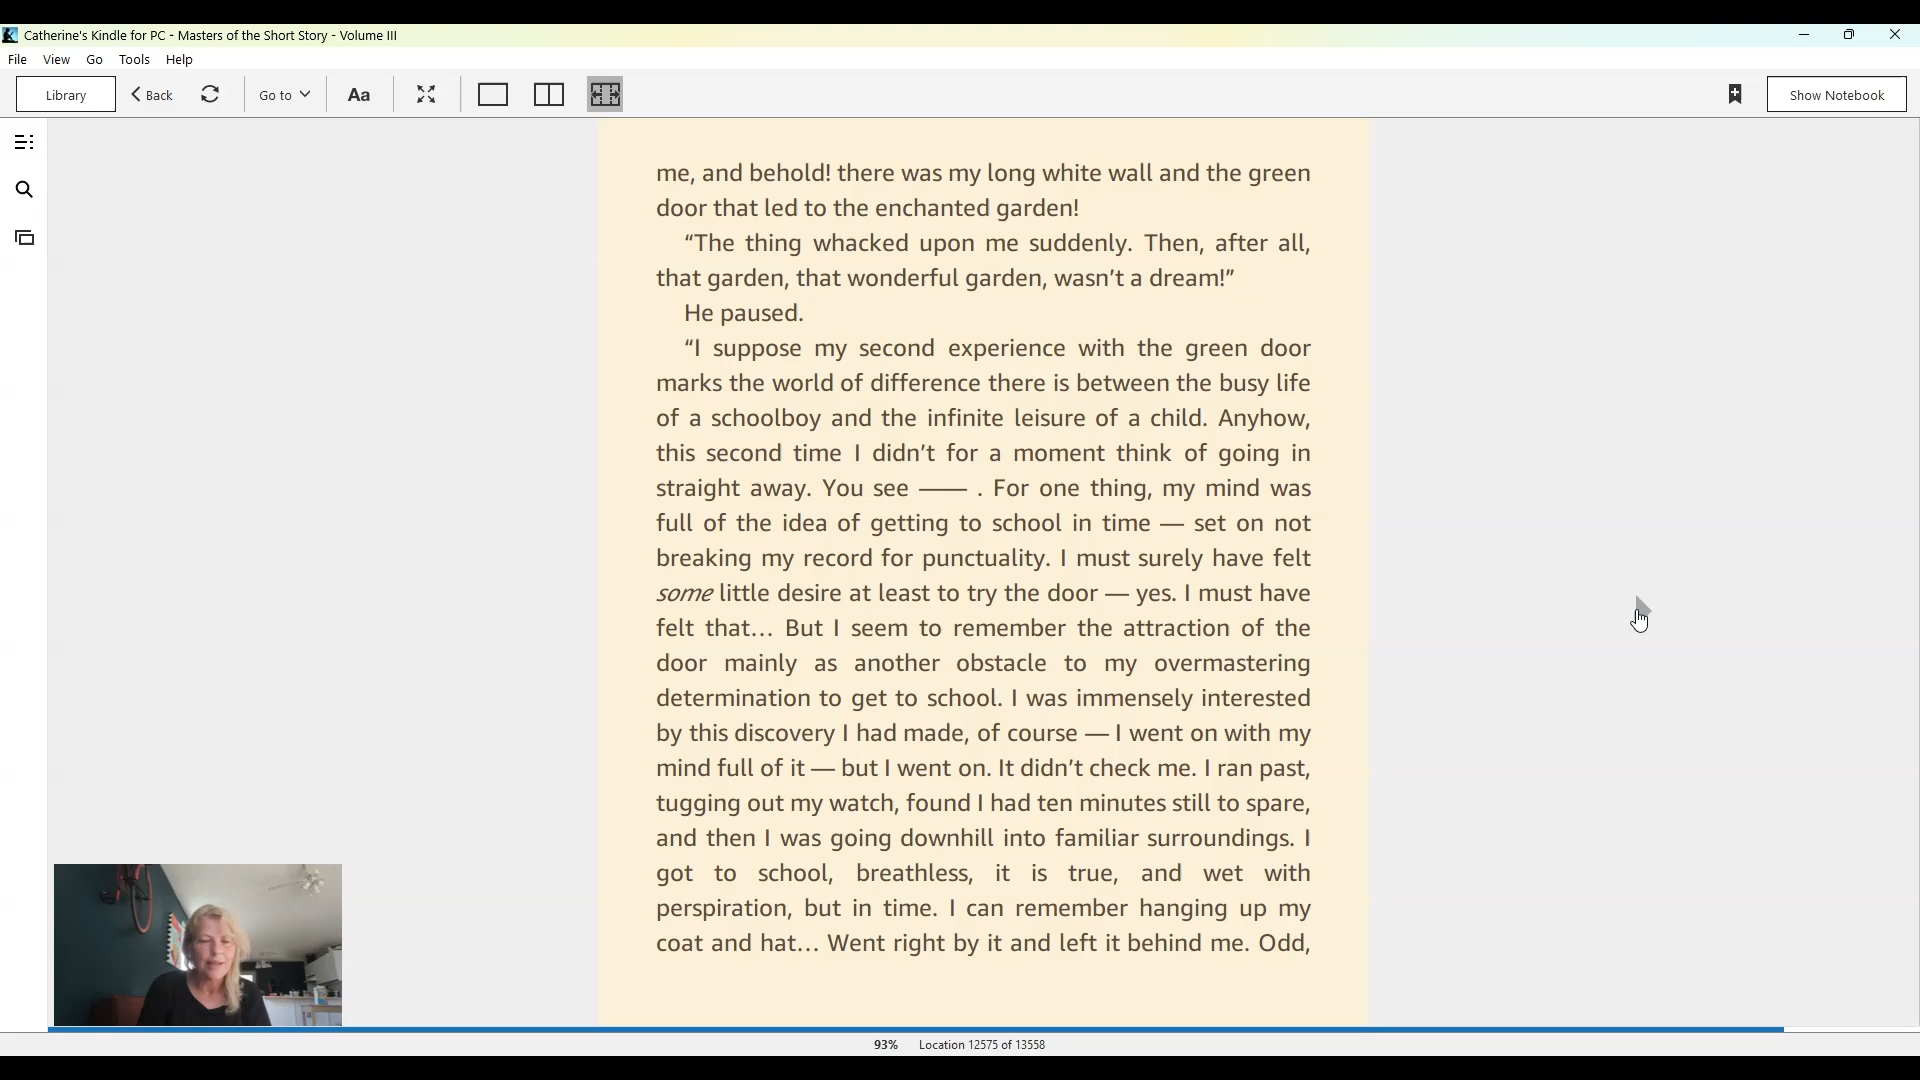 Catherine's Kindle for PC - Masters of the Short Story - Volume III
File View Go Tools Help
Library Back Go to Aa Show Notebook
me, and behold! there was my long white wall and the green
door that led to the enchanted garden!
“The thing whacked upon me suddenly. Then, after all,
that garden, that wonderful garden, wasn’t a dream!”
He paused.
“I suppose my second experience with the green door
marks the world of difference there is between the busy life
of a schoolboy and the infinite leisure of a child. Anyhow,
this second time I didn’t for a moment think of going in
straight away. You see —— . For one thing, my mind was
full of the idea of getting to school in time — set on not
breaking my record for punctuality. I must surely have felt
some little desire at least to try the door — yes. I must have
felt that… But I seem to remember the attraction of the
door mainly as another obstacle to my overmastering
determination to get to school. I was immensely interested
by this discovery I had made, of course — I went on with my
mind full of it — but I went on. It didn’t check me. I ran past,
tugging out my watch, found I had ten minutes still to spare,
and then I was going downhill into familiar surroundings. I
got to school, breathless, it is true, and wet with
perspiration, but in time. I can remember hanging up my
coat and hat… Went right by it and left it behind me. Odd,
93% Location 12575 of 13558